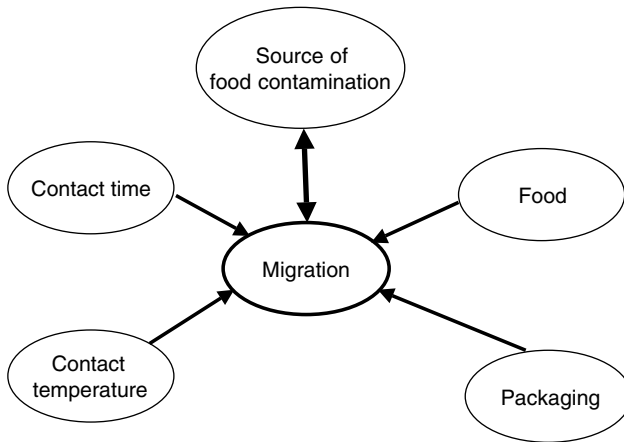 Source of
food contamination
Contact time
Food
Migration
Contact
temperature
Packaging